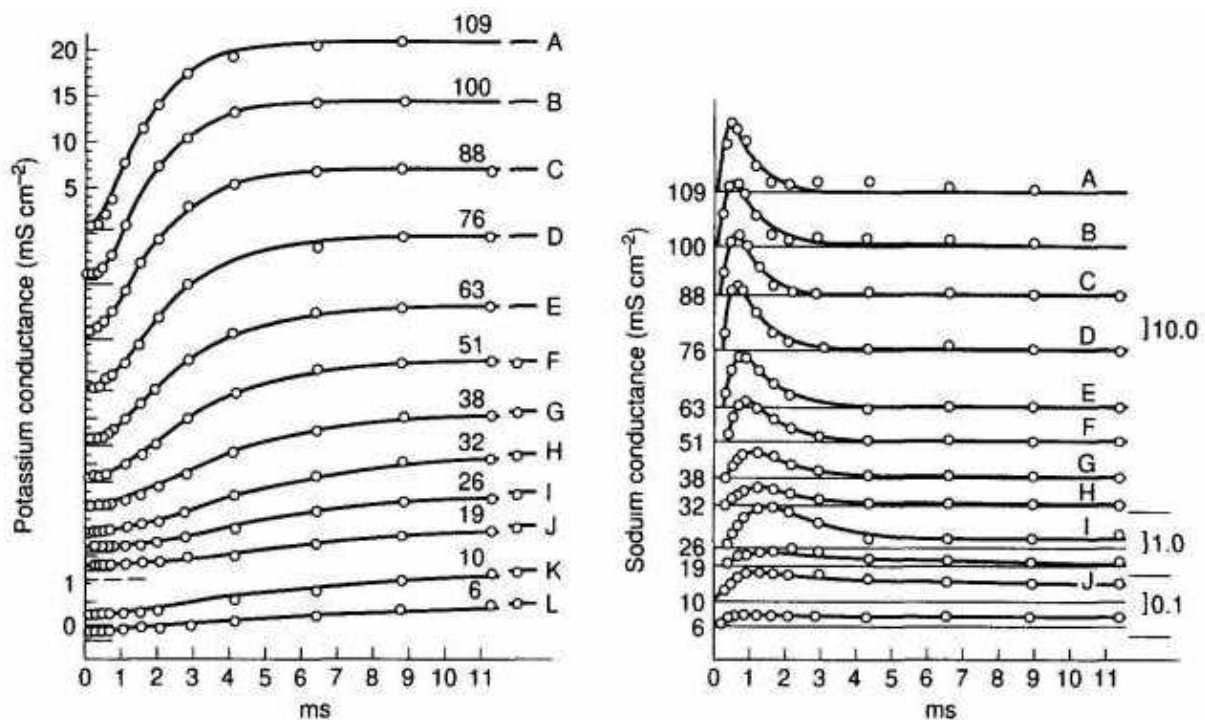 Potassium conductance (mS cm⁻²)
20
15
10
5
1
0
109 A
100 B
88 C
76 D
63 E
51 F
38 G
32 H
26 I
19 J
10 K
6 L
0 1 2 3 4 5 6 7 8 9 10 11
ms
Soduim conductance (mS cm⁻²)
109 A
100 B
88 C
]10.0
76 D
63 E
51 F
38 G
32 H
26 I
]1.0
19
J
10
]0.1
6
0 1 2 3 4 5 6 7 8 9 10 11
ms